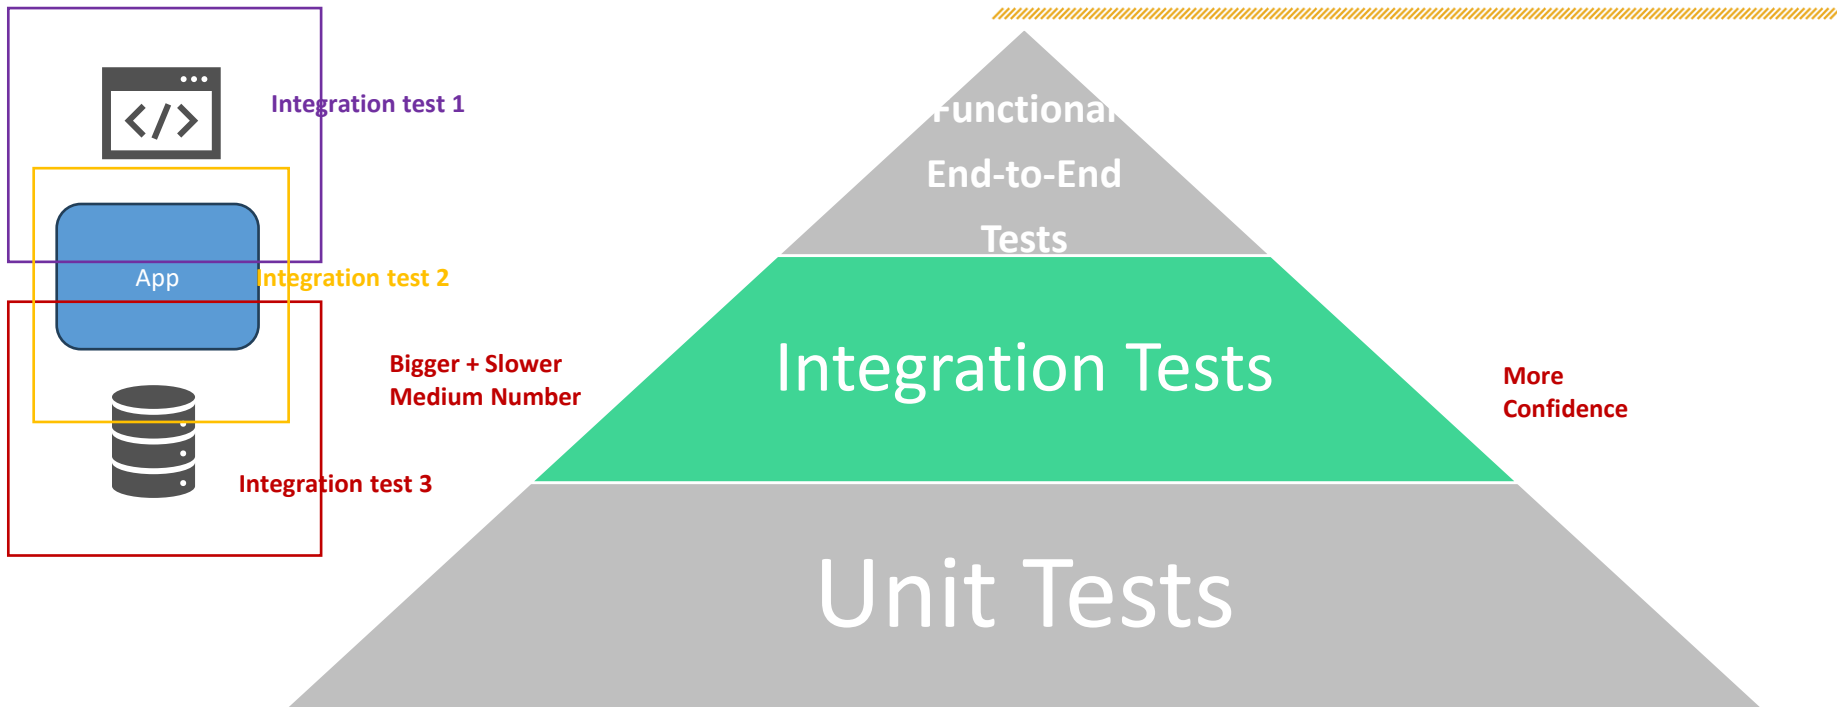 Integration test 1
App
Integration test 2
Integration test 3
Bigger + Slower
Medium Number
Functional
End-to-End
Tests
Integration Tests
Unit Tests
More
Confidence